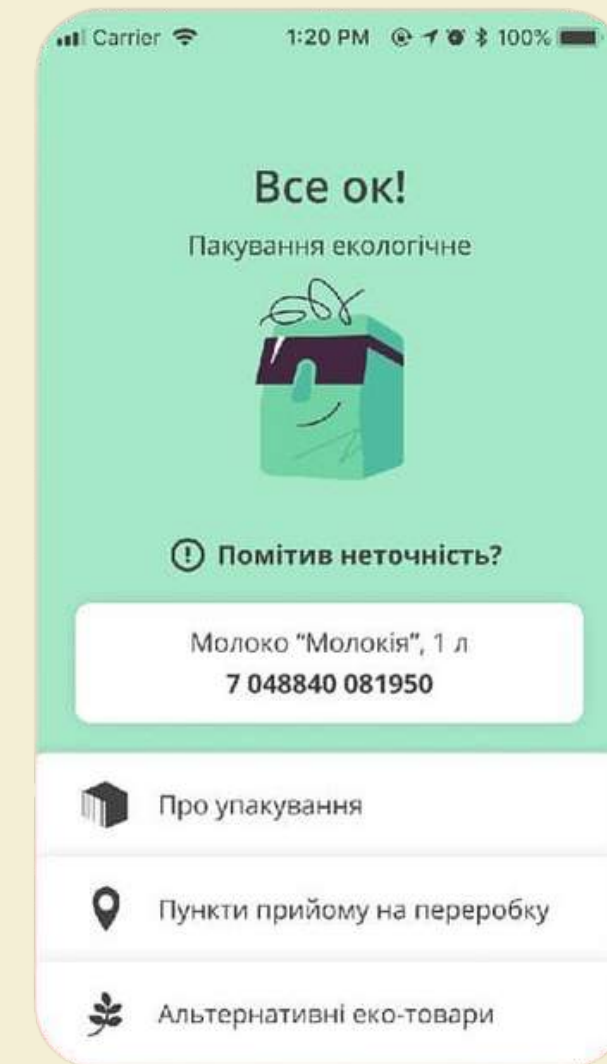 Carrier 1:20 PM 100%
Все ок!
Пакування екологічне
Помітив неточність?
Молоко “Молокія”, 1 л
7 048840 081950
Про упакування
Пункти прийому на переробку
Альтернативні еко-товари